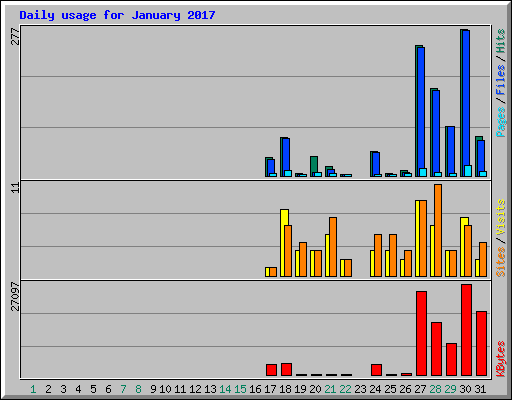 Daily usage for January 2017
277
11
27097
Pages / Files / Hits
Sites / Visits
KBytes
1 2 3 4 5 6 7 8 9 10 11 12 13 14 15 16 17 18 19 20 21 22 23 24 25 26 27 28 29 30 31